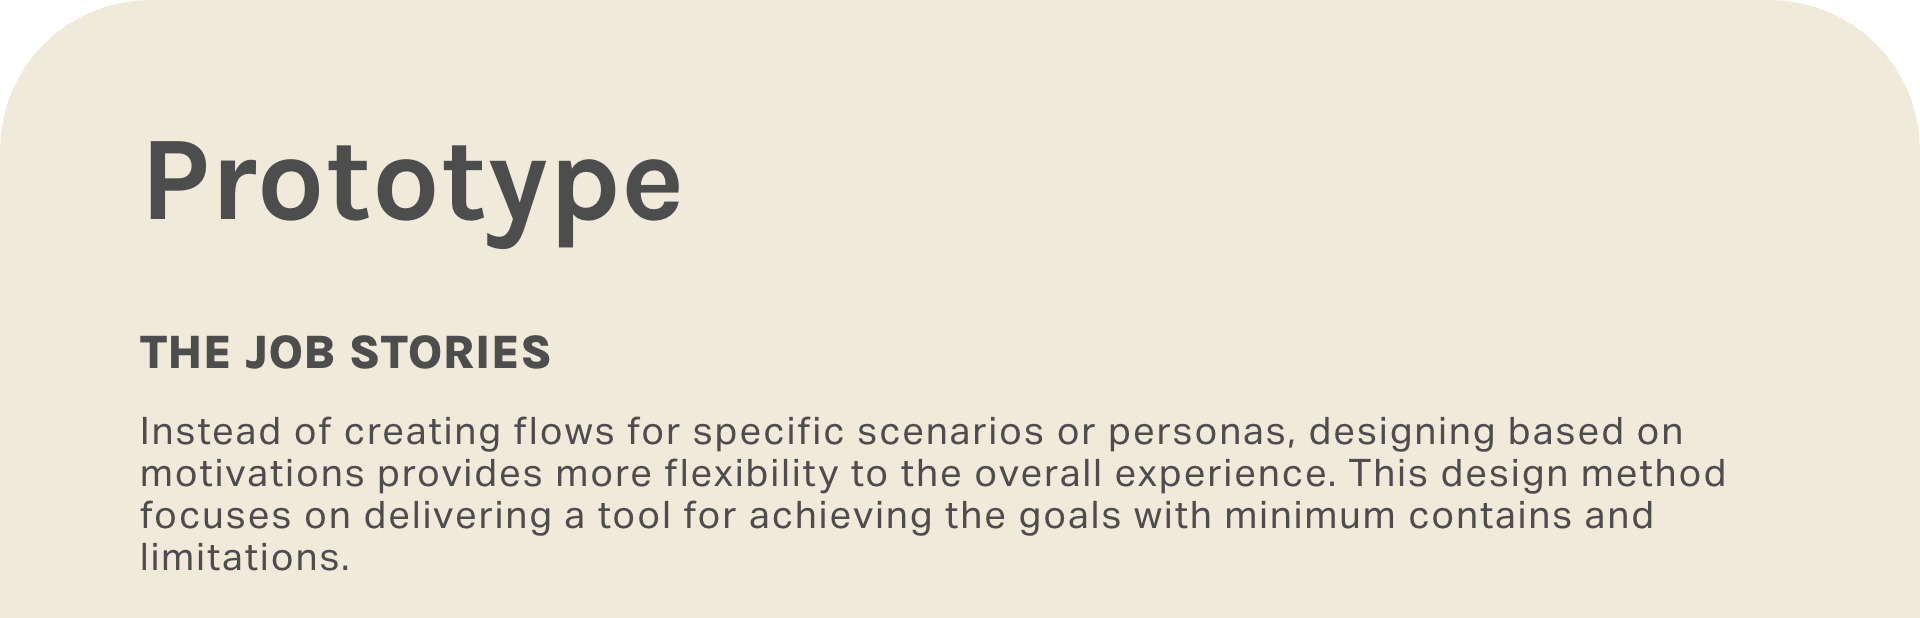 Prototype
THE JOB STORIES
Instead of creating flows for specific scenarios or personas, designing based on
motivations provides more flexibility to the overall experience. This design method
focuses on delivering a tool for achieving the goals with minimum contains and
limitations.